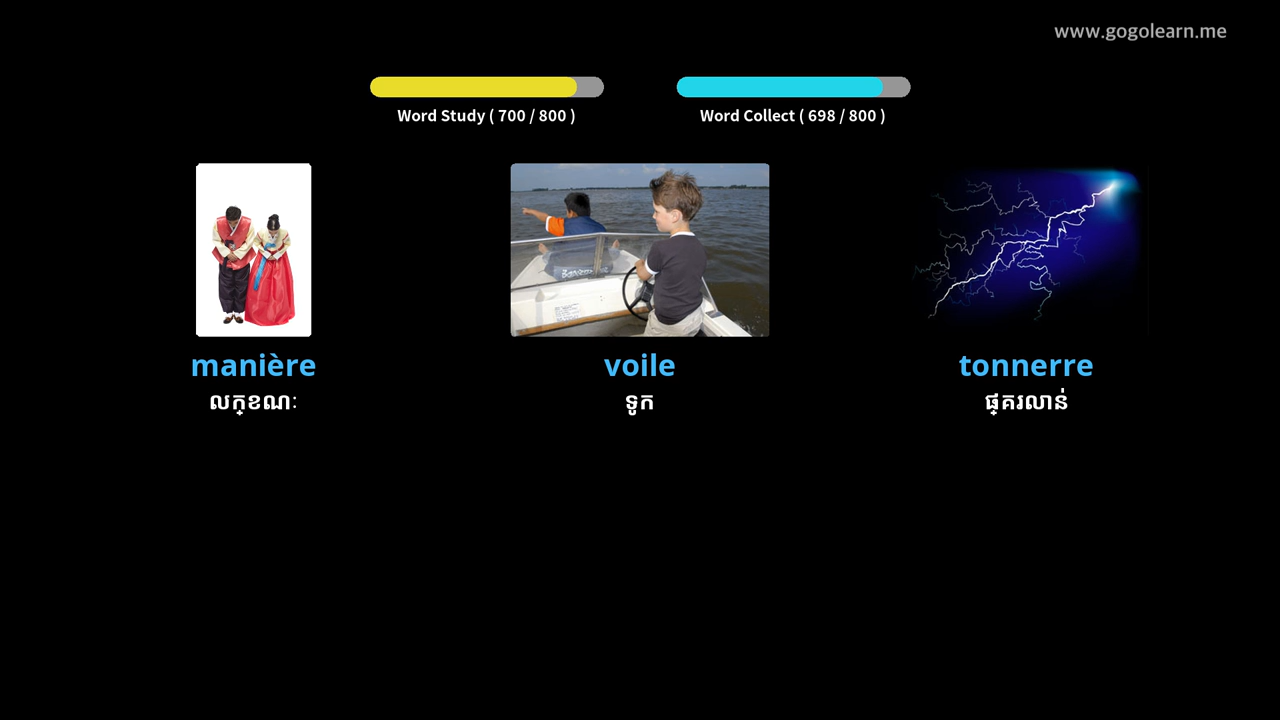 www.gogolearn.me
Word Study ( 700 / 800 )
Word Collect ( 698 / 800 )
manière
voile
tonnerre
លក្ខណៈ
ទូក
ផ្គរលាន់